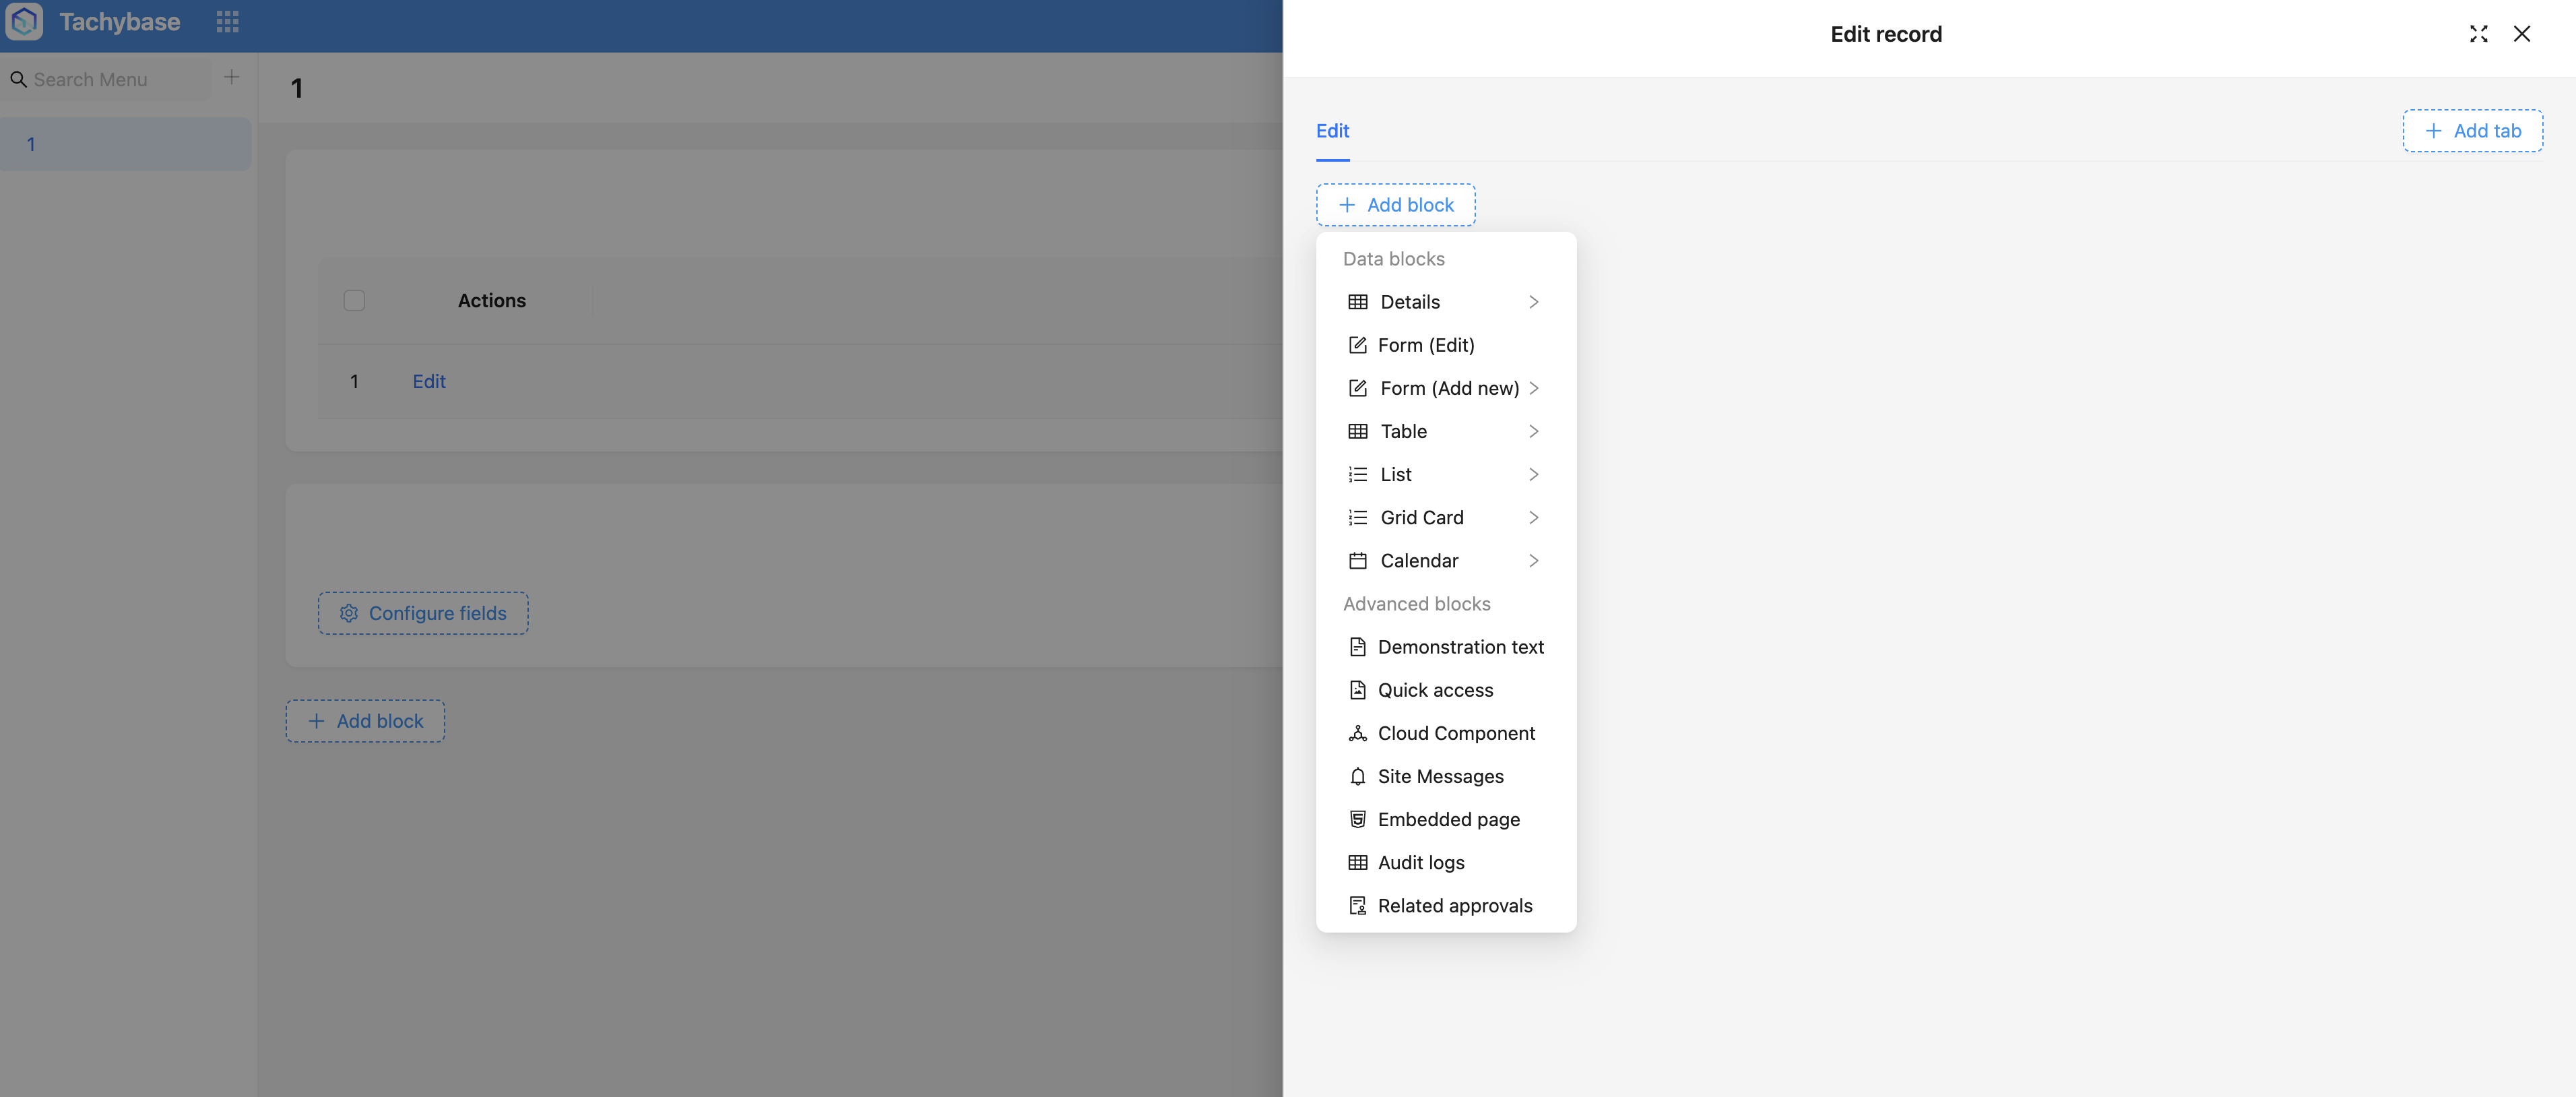 Tachybase
Search Menu
1
1
Actions
1 Edit
Configure fields
Add block
Edit record
Edit
Add tab
Add block
Data blocks
Details
Form (Edit)
Form (Add new)
Table
List
Grid Card
Calendar
Advanced blocks
Demonstration text
Quick access
Cloud Component
Site Messages
Embedded page
Audit logs
Related approvals